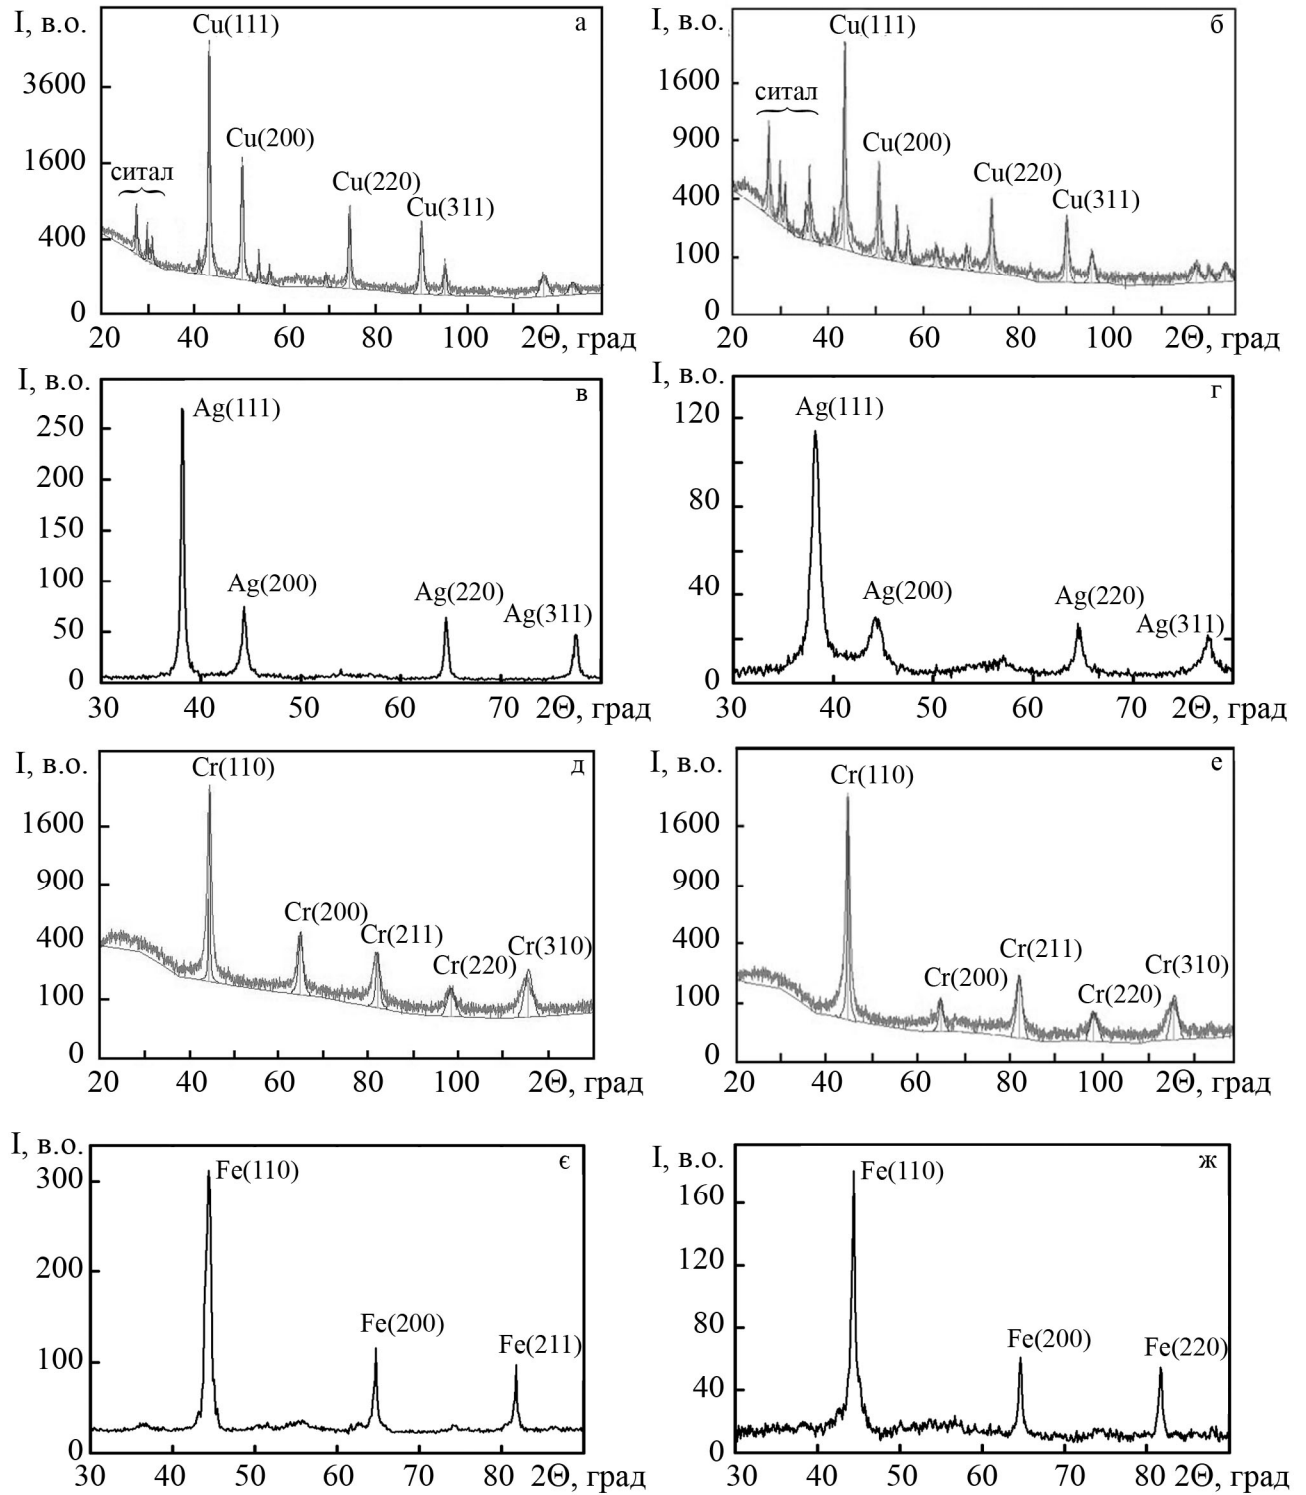 I, в.о.
Cu(111)
а
3600
Cu(200)
1600
ситал
Cu(220)
Cu(311)
400
0
20 40 60 80 100 2Θ, град
I, в.о.
Cu(111)
б
1600
ситал
900
Cu(200)
Cu(220)
400
Cu(311)
100
0
20 40 60 80 100 2Θ, град
I, в.о.
в
Ag(111)
250
200
150
100
Ag(200)
Ag(220)
Ag(311)
50
0
30 40 50 60 70 2Θ, град
I, в.о.
г
120
Ag(111)
80
40
Ag(200)
Ag(220)
Ag(311)
0
30 40 50 60 70 2Θ, град
I, в.о.
Cr(110)
д
1600
900
Cr(200)
400
Cr(211)
Cr(310)
Cr(220)
100
0
20 40 60 80 100 2Θ, град
I, в.о.
Cr(110)
е
1600
900
400
Cr(211)
Cr(310)
Cr(200)
Cr(220)
100
0
20 40 60 80 100 2Θ, град
I, в.о.
Fe(110)
є
300
200
Fe(200)
Fe(211)
100
0
30 40 50 60 70 80 2Θ, град
I, в.о.
Fe(110)
ж
160
120
80
Fe(200)
Fe(220)
40
0
30 40 50 60 70 80 2Θ, град